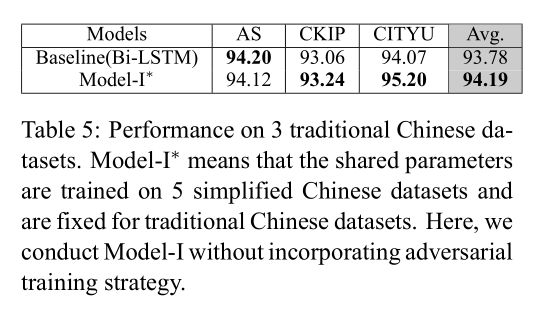 Models AS CKIP CITYU Avg.
Baseline(Bi-LSTM) 94.20 93.06 94.07 93.78
Model-I* 94.12 93.24 95.20 94.19
Table 5: Performance on 3 traditional Chinese da-
tasets. Model-I* means that the shared parameters
are trained on 5 simplified Chinese datasets and
are fixed for traditional Chinese datasets. Here, we
conduct Model-I without incorporating adversarial
training strategy.